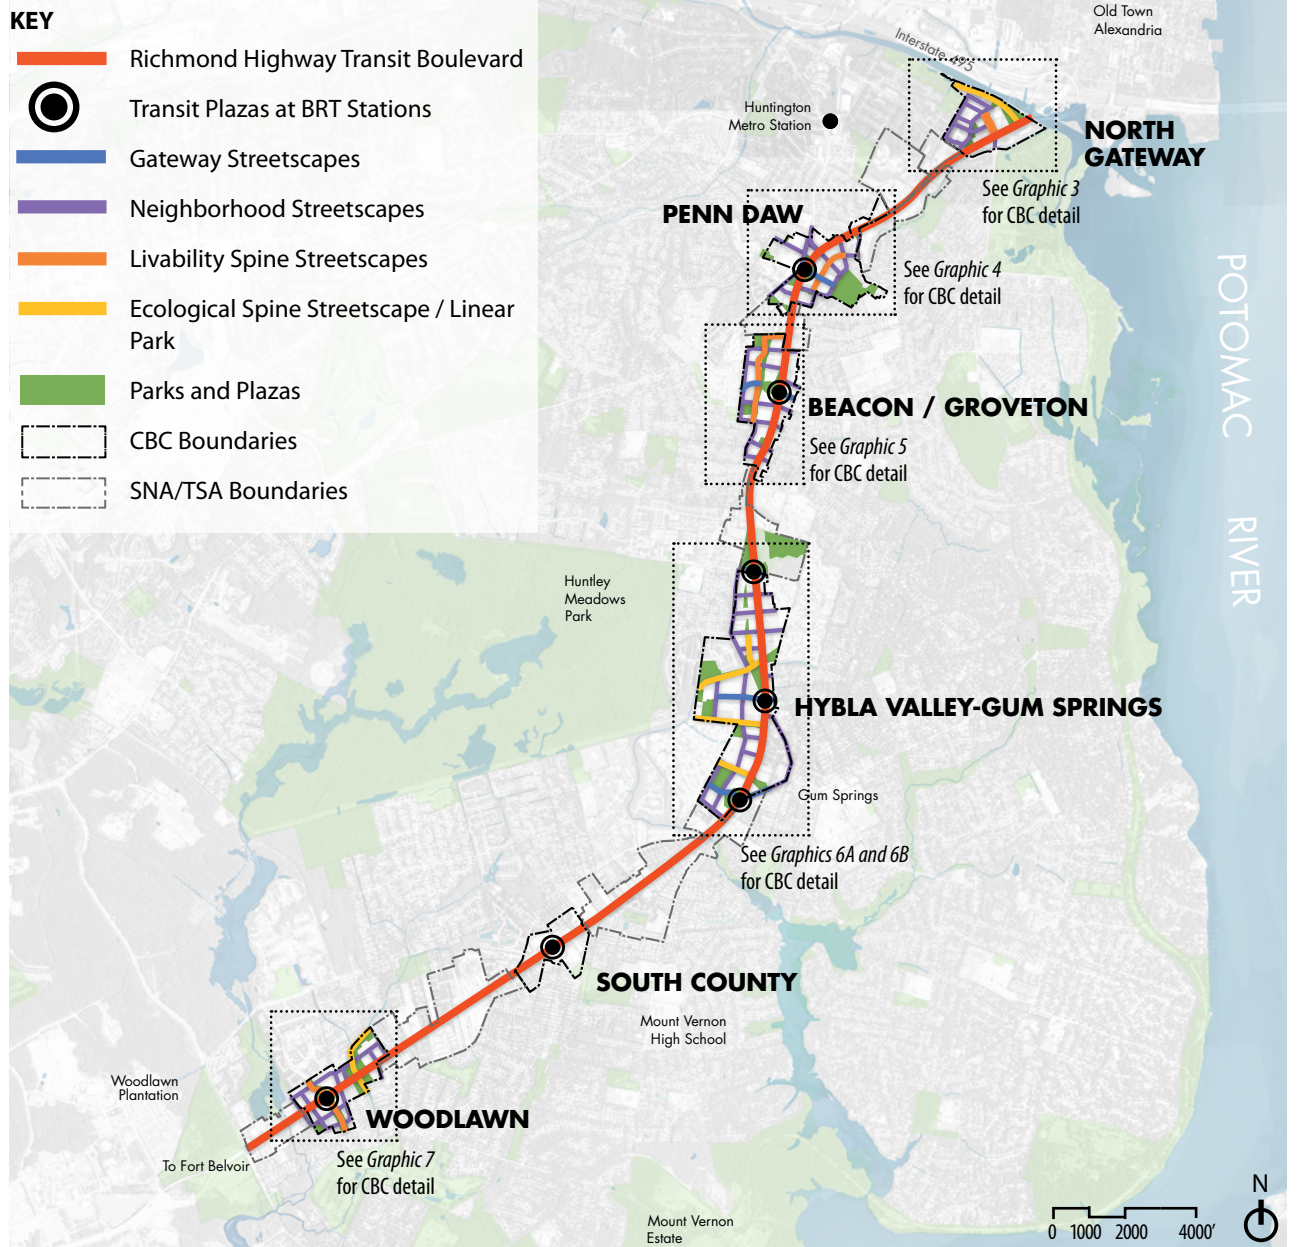 KEY
Richmond Highway Transit Boulevard
Transit Plazas at BRT Stations
Gateway Streetscapes
Neighborhood Streetscapes
Livability Spine Streetscapes
Ecological Spine Streetscape / Linear
Park
Parks and Plazas
CBC Boundaries
SNA/TSA Boundaries
Old Town
Alexandria
Interstate 495
Huntington
Metro Station
NORTH
GATEWAY
See Graphic 3
for CBC detail
PENN DAW
See Graphic 4
for CBC detail
POTOMAC
RIVER
BEACON / GROVETON
See Graphic 5
for CBC detail
Huntley
Meadows
Park
HYBLA VALLEY-GUM SPRINGS
Gum Springs
See Graphics 6A and 6B
for CBC detail
SOUTH COUNTY
Mount Vernon
High School
Woodlawn
Plantation
WOODLAWN
To Fort Belvoir
See Graphic 7
for CBC detail
Mount Vernon
Estate
N
0 1000 2000 4000'